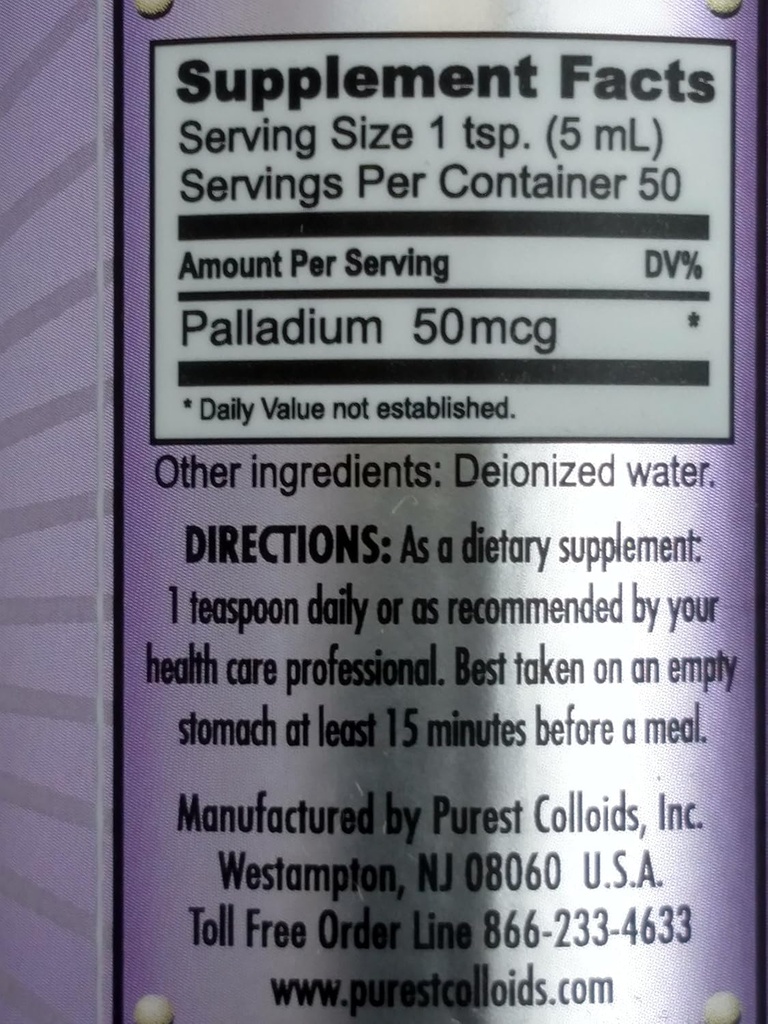 Supplement Facts
Serving Size 1 tsp. (5 mL)
Servings Per Container 50
Amount Per Serving DV%
Palladium 50mcg *
* Daily Value not established.
Other ingredients: Deionized water.
DIRECTIONS: As a dietary supplement:
1 teaspoon daily or as recommended by your
health care professional. Best taken on an empty
stomach at least 15 minutes before a meal.
Manufactured by Purest Colloids, Inc.
Westampton, NJ 08060 U.S.A.
Toll Free Order Line 866-233-4633
www.purestcolloids.com